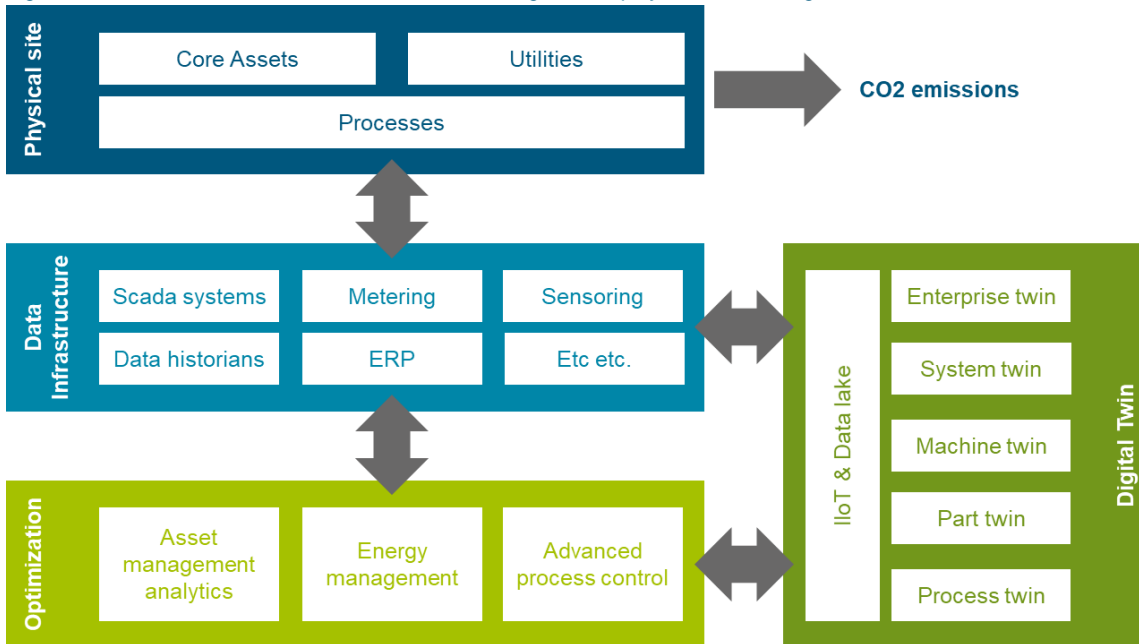 Physical site
Core Assets
Utilities
Processes
CO2 emissions
Data
Infrastructure
Scada systems
Metering
Sensoring
Data historians
ERP
Etc etc.
Optimization
Asset
management
analytics
Energy
management
Advanced
process control
Digital Twin
IIoT & Data lake
Enterprise twin
System twin
Machine twin
Part twin
Process twin